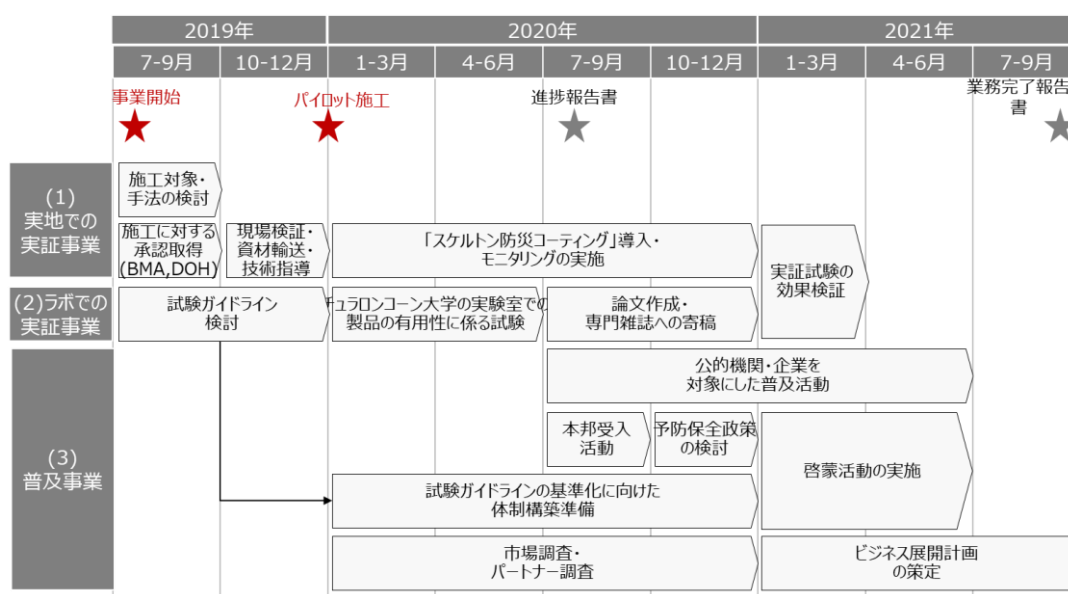 2019年
2020年
2021年
7-9月
10-12月
1-3月
4-6月
7-9月
10-12月
1-3月
4-6月
7-9月
事業開始
パイロット施工
進捗報告書
業務完了報告
書
(1)
実地での
実証事業
施工対象・
手法の検討
施工に対する
承認取得
(BMA,DOH)
現場検証・
資材輸送・
技術指導
「スケルトン防災コーティング」導入・
モニタリングの実施
実証試験の
効果検証
(2)ラボでの
実証事業
試験ガイドライン
検討
チュラロンコーン大学の実験室での
製品の有用性に係る試験
論文作成・
専門雑誌への寄稿
(3)
普及事業
公的機関・企業を
対象にした普及活動
本邦受入
活動
予防保全政策
の検討
啓蒙活動の実施
試験ガイドラインの基準化に向けた
体制構築準備
市場調査・
パートナー調査
ビジネス展開計画
の策定